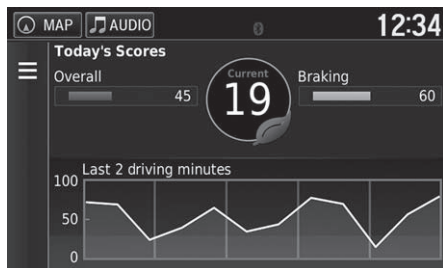 MAP AUDIO 12:34
Today's Scores
Overall Current Braking
45 19 60
Last 2 driving minutes
100
50
0